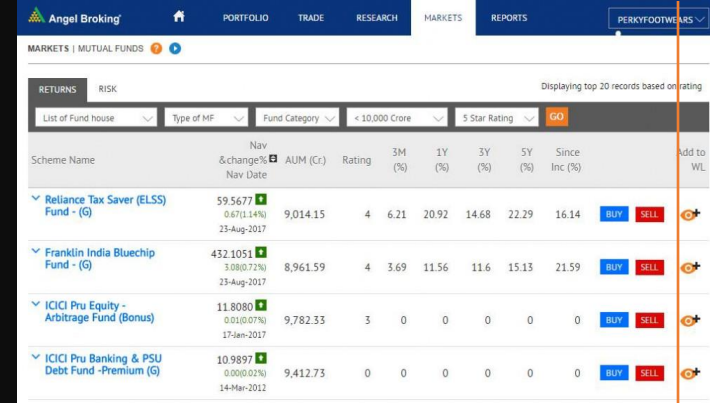 Angel Broking PORTFOLIO TRADE RESEARCH MARKETS REPORTS PERKYFOOTWEARS
MARKETS | MUTUAL FUNDS ?
RETURNS RISK Displaying top 20 records based on rating
List of Fund house Type of MF Fund Category < 10,000 Crore 5 Star Rating GO
Scheme Name Nav &change% Nav Date AUM (Cr.) Rating 3M (%) 1Y (%) 3Y (%) 5Y (%) Since Inc (%) Add to WL
Reliance Tax Saver (ELSS) 59.5677
Fund - (G) 0.67(1.14%) 9,014.15 4 6.21 20.92 14.68 22.29 16.14 BUY SELL
23-Aug-2017
Franklin India Bluechip 432.1051
Fund - (G) 3.08(0.72%) 8,961.59 4 3.69 11.56 11.6 15.13 21.59 BUY SELL
23-Aug-2017
ICICI Pru Equity - 11.8080
Arbitrage Fund (Bonus) 0.01(0.07%) 9,782.33 3 0 0 0 0 0 BUY SELL
17-Jan-2017
ICICI Pru Banking & PSU 10.9897
Debt Fund -Premium (G) 0.00(0.02%) 9,412.73 0 0 0 0 0 0 BUY SELL
14-Mar-2012